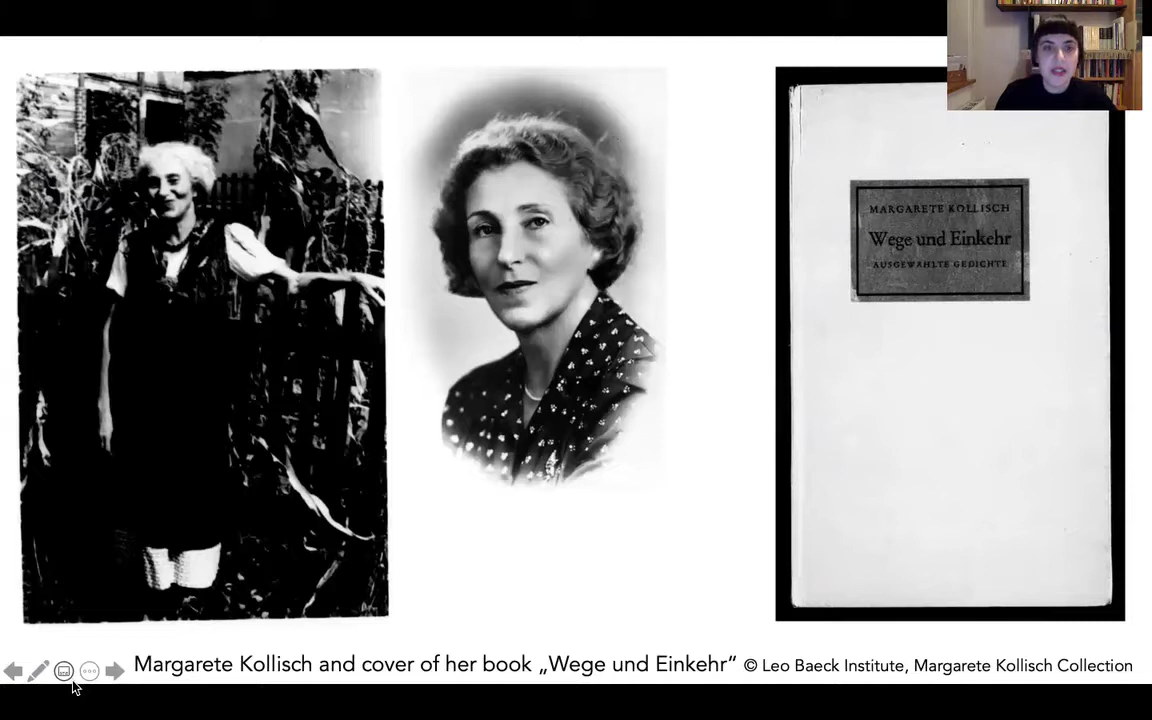 MARGARETE KOLLISCH
Wege und Einkehr
AUSGEWÄHLTE GEDICHTE
Margarete Kollisch and cover of her book „Wege und Einkehr“ © Leo Baeck Institute, Margarete Kollisch Collection